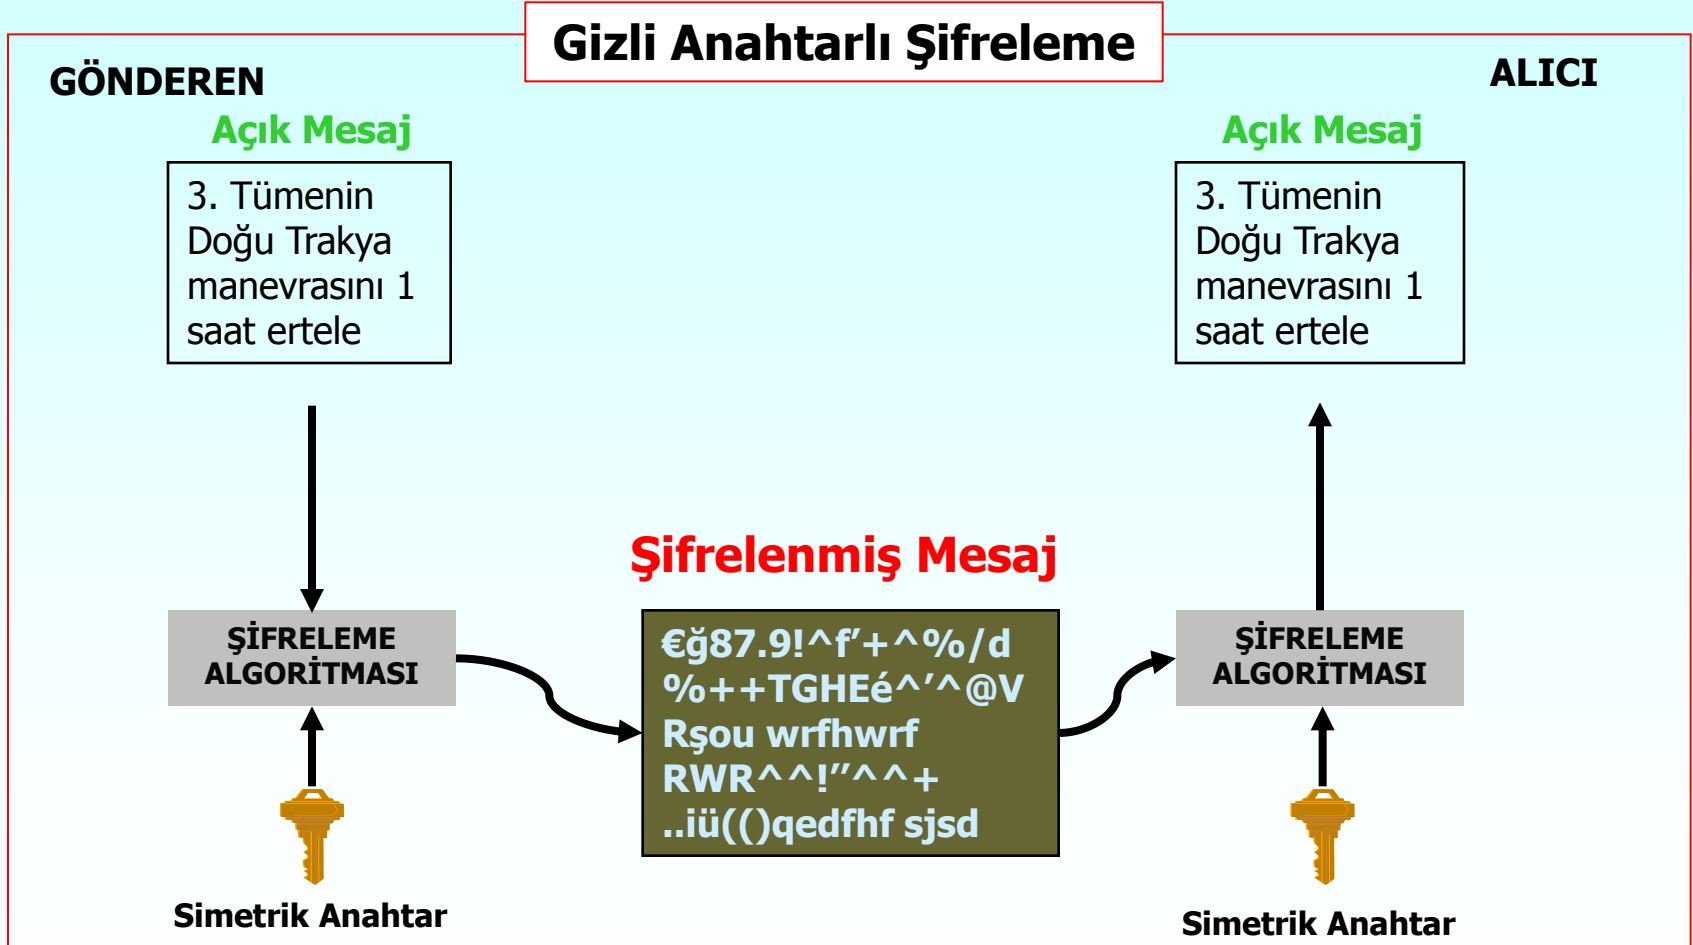 Gizli Anahtarlı Şifreleme
GÖNDEREN
ALICI
Açık Mesaj
3. Tümenin
Doğu Trakya
manevrasını 1
saat ertele
Açık Mesaj
3. Tümenin
Doğu Trakya
manevrasını 1
saat ertele
Şifrelenmiş Mesaj
ŞİFRELEME
ALGORİTMASI
€ğ87.9!^f’+^%/d
%++TGHEé^’^@V
Rşou wrfhwrf
RWR^^!”^^+
..iü(()qedfhf sjsd
ŞİFRELEME
ALGORİTMASI
Simetrik Anahtar
Simetrik Anahtar